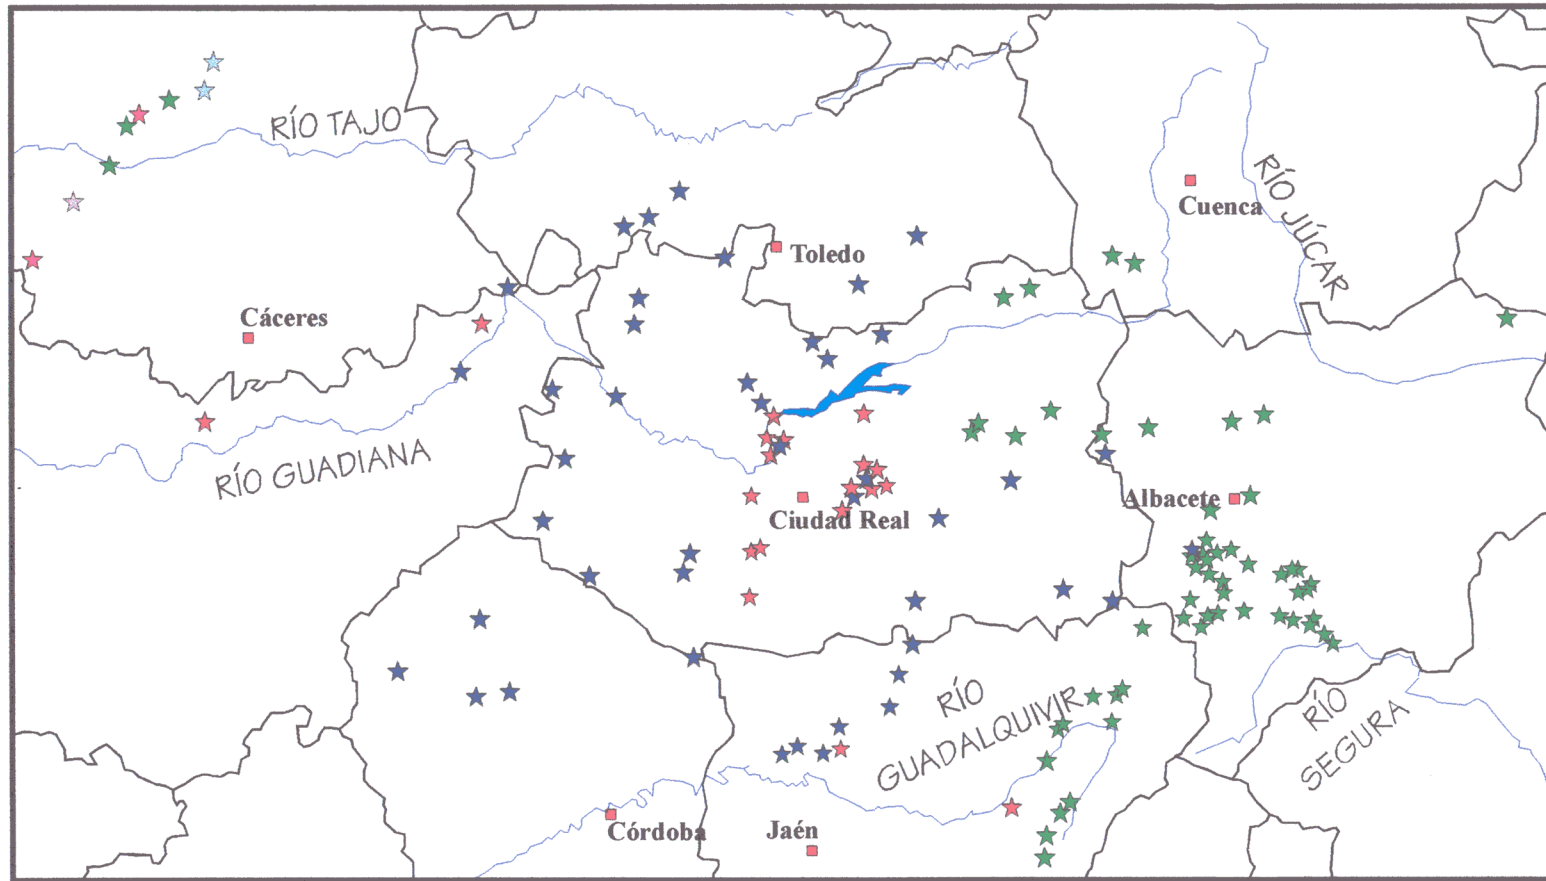 RÍO TAJO
RÍO JÚCAR
Cuenca
Toledo
Cáceres
RÍO GUADIANA
Albacete
Ciudad Real
RÍO
GUADALQUIVIR
RÍO
SEGURA
Córdoba
Jaén